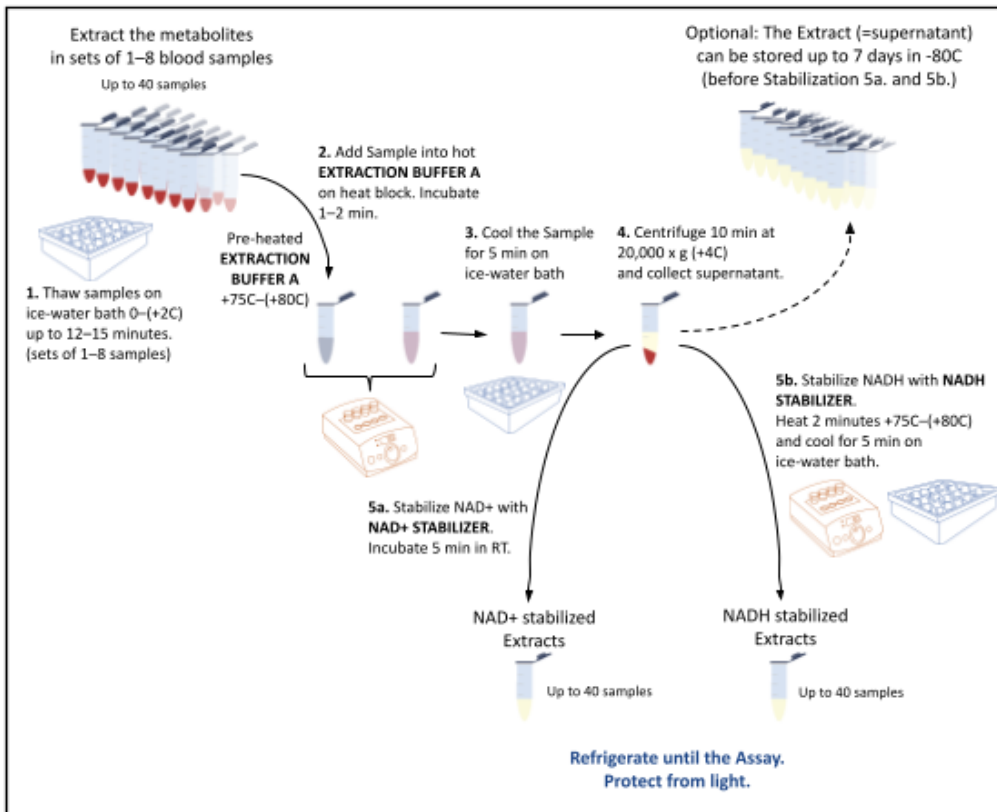 Extract the metabolites
in sets of 1–8 blood samples
Up to 40 samples
Optional: The Extract (=supernatant)
can be stored up to 7 days in -80C
(before Stabilization 5a. and 5b.)
1. Thaw samples on
ice-water bath 0–(+2C)
up to 12–15 minutes.
(sets of 1–8 samples)
2. Add Sample into hot
EXTRACTION BUFFER A
on heat block. Incubate
1–2 min.
Pre-heated
EXTRACTION
BUFFER A
+75C–(+80C)
3. Cool the Sample
for 5 min on
ice-water bath
4. Centrifuge 10 min at
20,000 x g (+4C)
and collect supernatant.
5a. Stabilize NAD+ with
NAD+ STABILIZER.
Incubate 5 min in RT.
5b. Stabilize NADH with NADH
STABILIZER.
Heat 2 minutes +75C–(+80C)
and cool for 5 min on
ice-water bath.
NAD+ stabilized
Extracts
Up to 40 samples
NADH stabilized
Extracts
Up to 40 samples
Refrigerate until the Assay.
Protect from light.